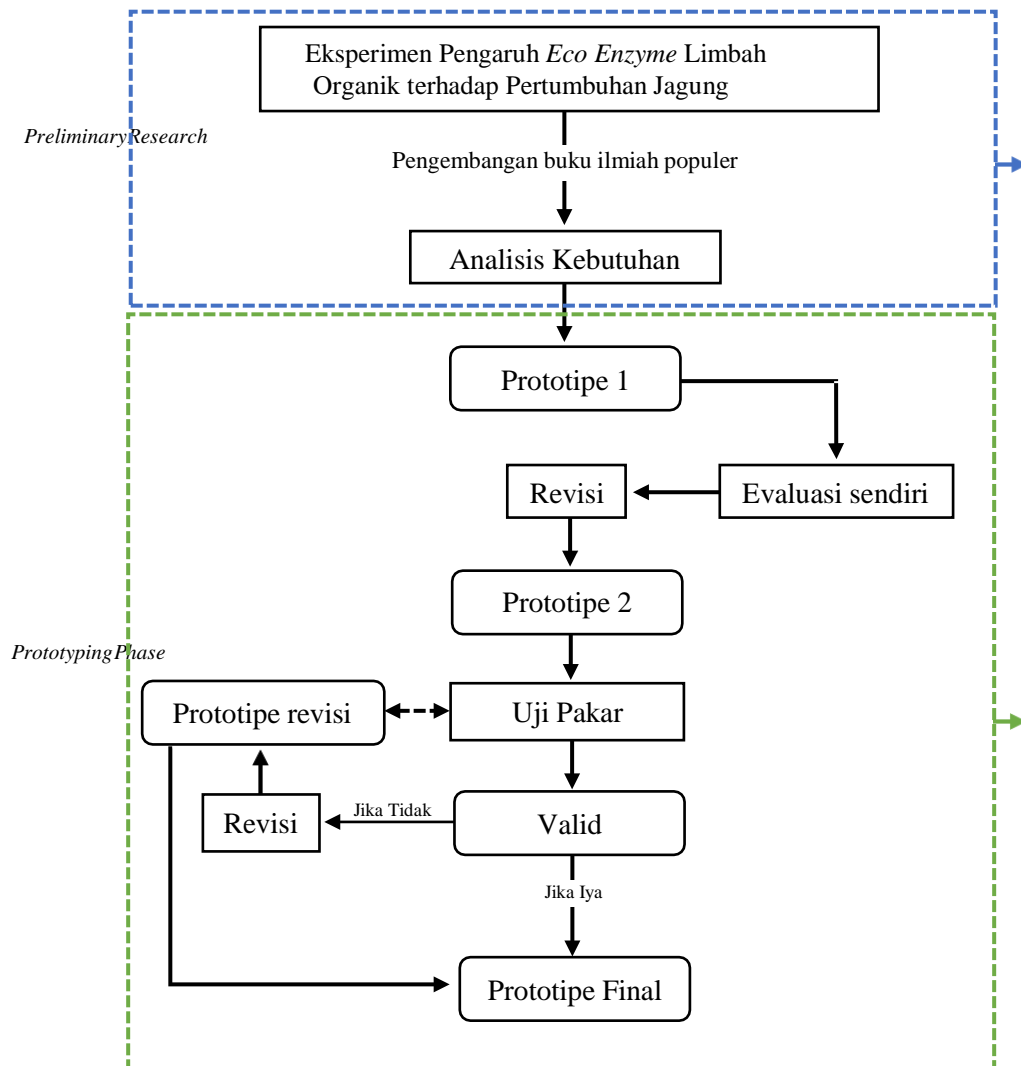 Eksperimen Pengaruh Eco Enzyme Limbah
Organik terhadap Pertumbuhan Jagung
PreliminaryResearch
Pengembangan buku ilmiah populer
Analisis Kebutuhan
Prototipe 1
Revisi
Evaluasi sendiri
Prototipe 2
PrototypingPhase
Prototipe revisi
Uji Pakar
Revisi
Jika Tidak
Valid
Jika Iya
Prototipe Final